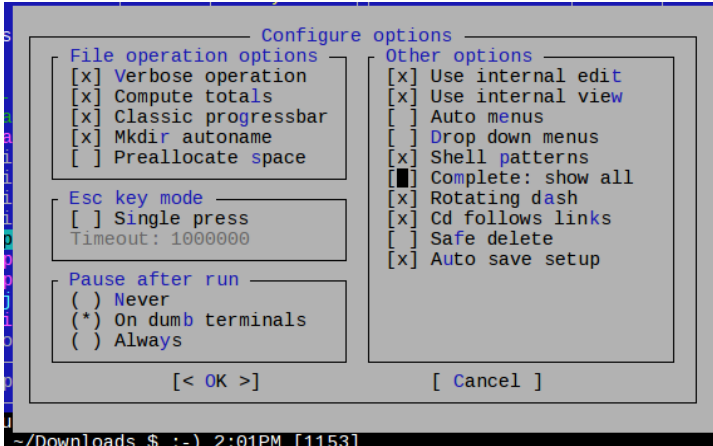 Configure options
File operation options
[x] Verbose operation
[x] Compute totals
[x] Classic progressbar
[x] Mkdir autoname
[ ] Preallocate space
Esc key mode
[ ] Single press
Timeout: 1000000
Pause after run
( ) Never
(*) On dumb terminals
( ) Always
Other options
[x] Use internal edit
[x] Use internal view
[ ] Auto menus
[ ] Drop down menus
[x] Shell patterns
[ ] Complete: show all
[x] Rotating dash
[x] Cd follows links
[ ] Safe delete
[x] Auto save setup
[< OK >]
[ Cancel ]
~/Downloads $ :-) 2:01PM [1153]